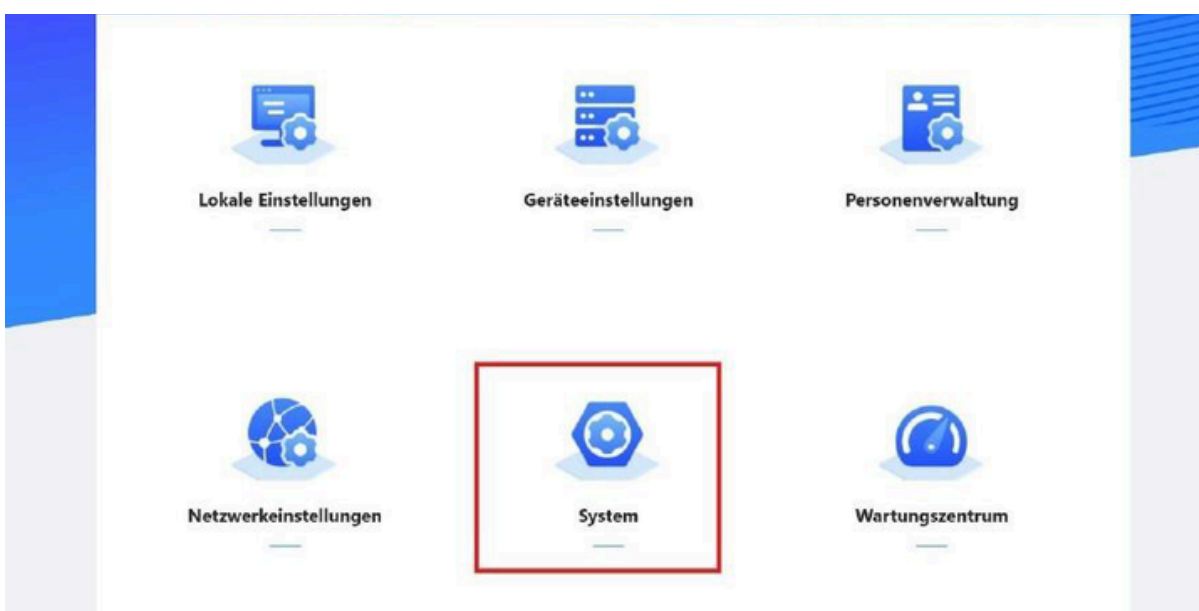 Lokale Einstellungen
Geräteeinstellungen
Personenverwaltung
Netzwerkeinstellungen
System
Wartungszentrum